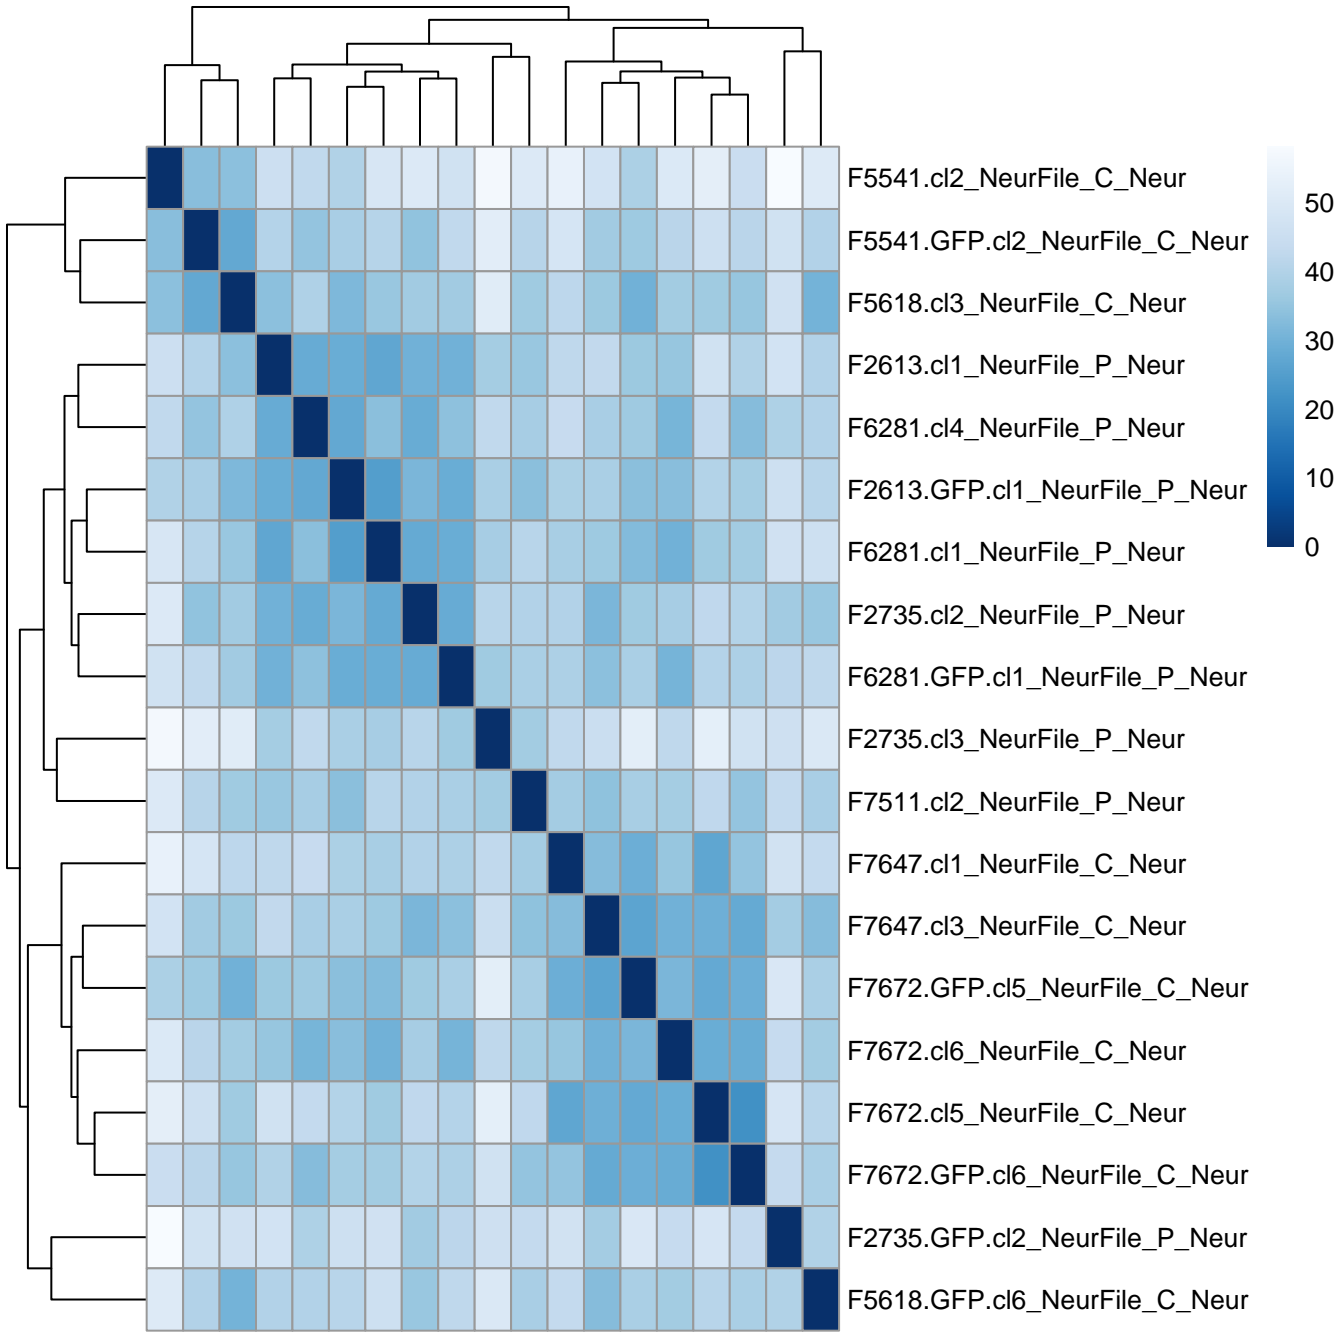 F5541.cl2_NeurFile_C_Neur
F5541.GFP.cl2_NeurFile_C_Neur
F5618.cl3_NeurFile_C_Neur
F2613.cl1_NeurFile_P_Neur
F6281.cl4_NeurFile_P_Neur
F2613.GFP.cl1_NeurFile_P_Neur
F6281.cl1_NeurFile_P_Neur
F2735.cl2_NeurFile_P_Neur
F6281.GFP.cl1_NeurFile_P_Neur
F2735.cl3_NeurFile_P_Neur
F7511.cl2_NeurFile_P_Neur
F7647.cl1_NeurFile_C_Neur
F7647.cl3_NeurFile_C_Neur
F7672.GFP.cl5_NeurFile_C_Neur
F7672.cl6_NeurFile_C_Neur
F7672.cl5_NeurFile_C_Neur
F7672.GFP.cl6_NeurFile_C_Neur
F2735.GFP.cl2_NeurFile_P_Neur
F5618.GFP.cl6_NeurFile_C_Neur
50
40
30
20
10
0